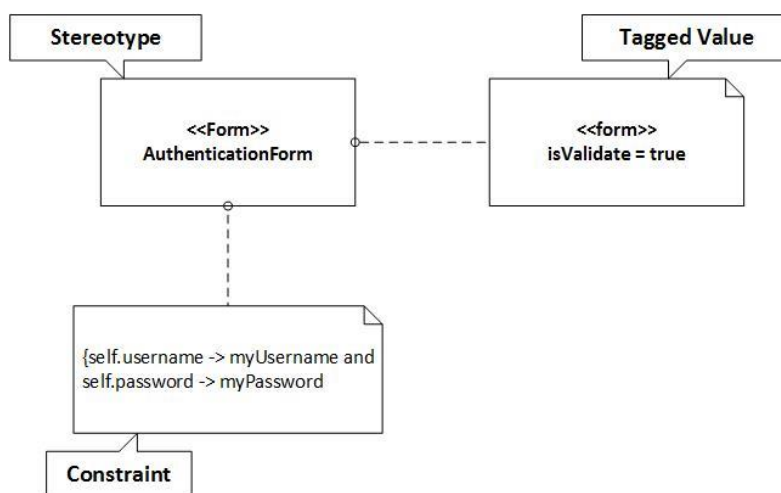 Stereotype
Tagged Value
<<Form>>
AuthenticationForm
<<form>>
isValidate = true
{self.username -> myUsername and
self.password -> myPassword
Constraint